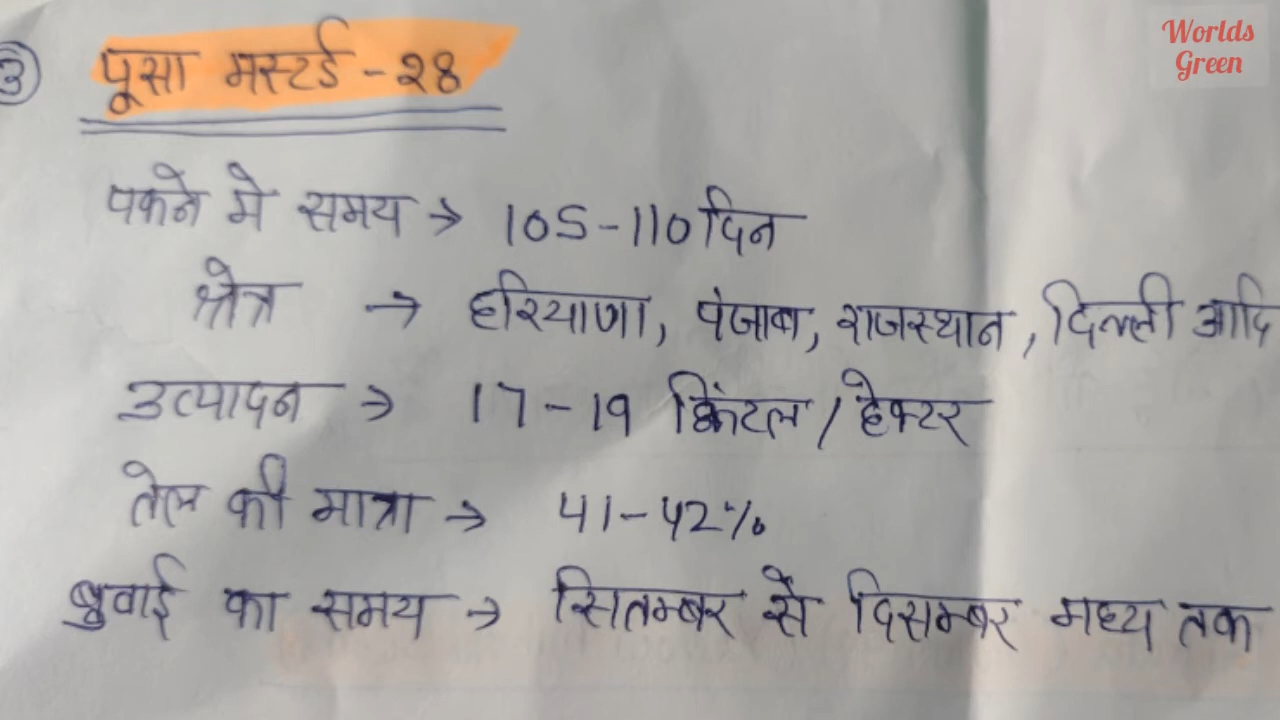 Worlds
Green
③ पूसा मस्टर्ड - २8
पकने मे समय → 105-110 दिन
श्रेत्र → हरियाणा, पंजाब, राजस्थान, दिल्ली आदि
उत्पादन → 17-19 क्विंटल / हेक्टर
तेल की मात्रा → 41-42%
बुवाई का समय → सितम्बर से दिसम्बर मध्य तक